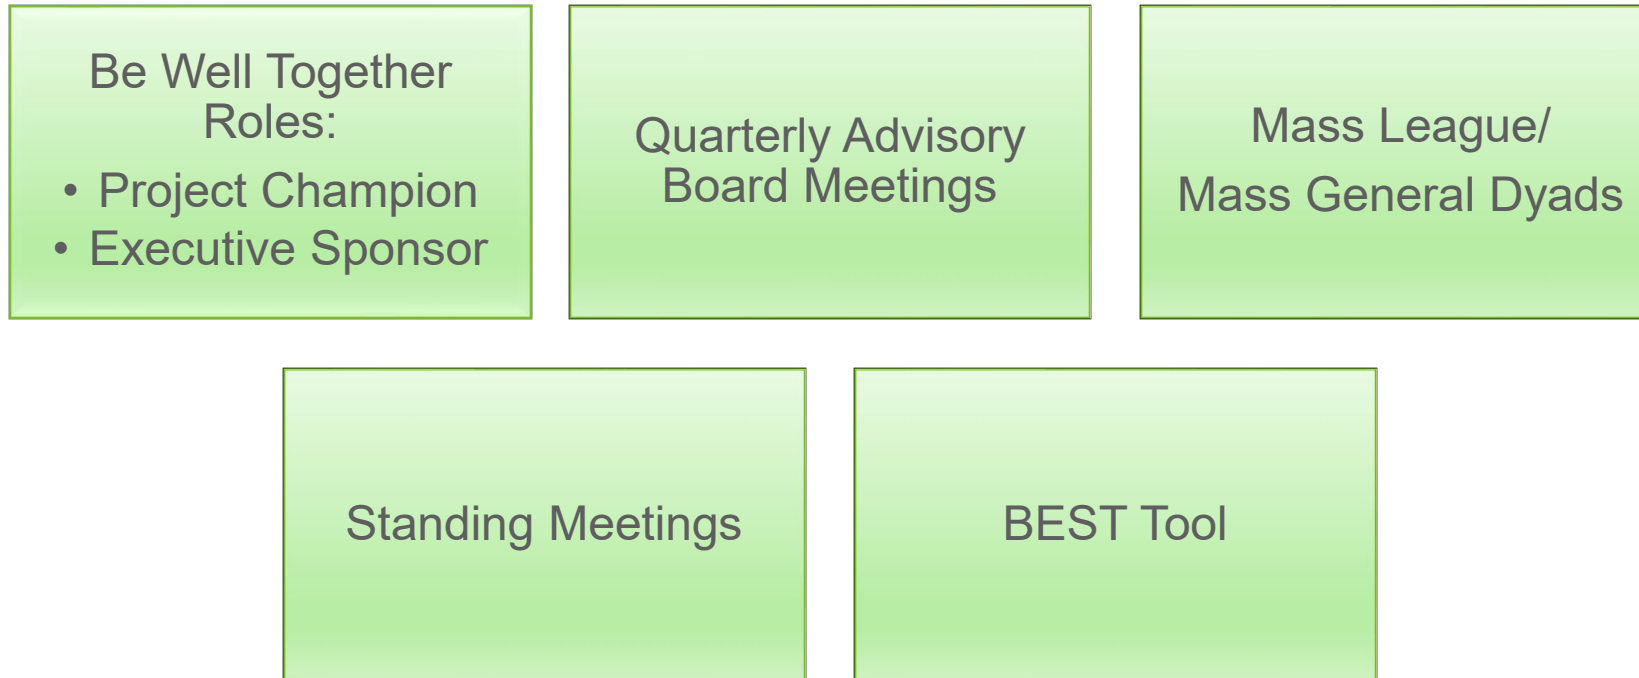 Be Well Together
Roles:
• Project Champion
• Executive Sponsor
Quarterly Advisory
Board Meetings
Mass League/
Mass General Dyads
Standing Meetings
BEST Tool